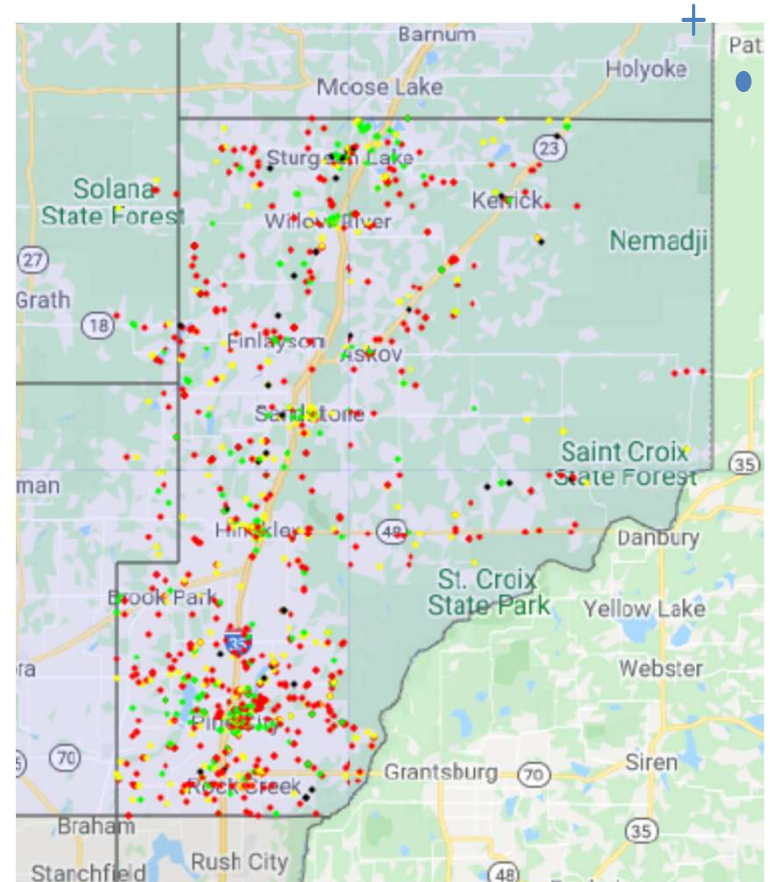 Barnum
Pat
Holyoke
Moose Lake
23
Sturgeon Lake
Solana
State Forest
Kerrick
Willow River
Nemadji
27
Grath
18
Finlayson
Askov
Sandstone
Saint Croix
State Forest
35
man
Hinckley
48
Danbury
St. Croix
State Park
Brook Park
Yellow Lake
35
ra
Webster
Pine City
70
5
Siren
Grantsburg
70
Rock Creek
Braham
35
Rush City
Stanchfield
48